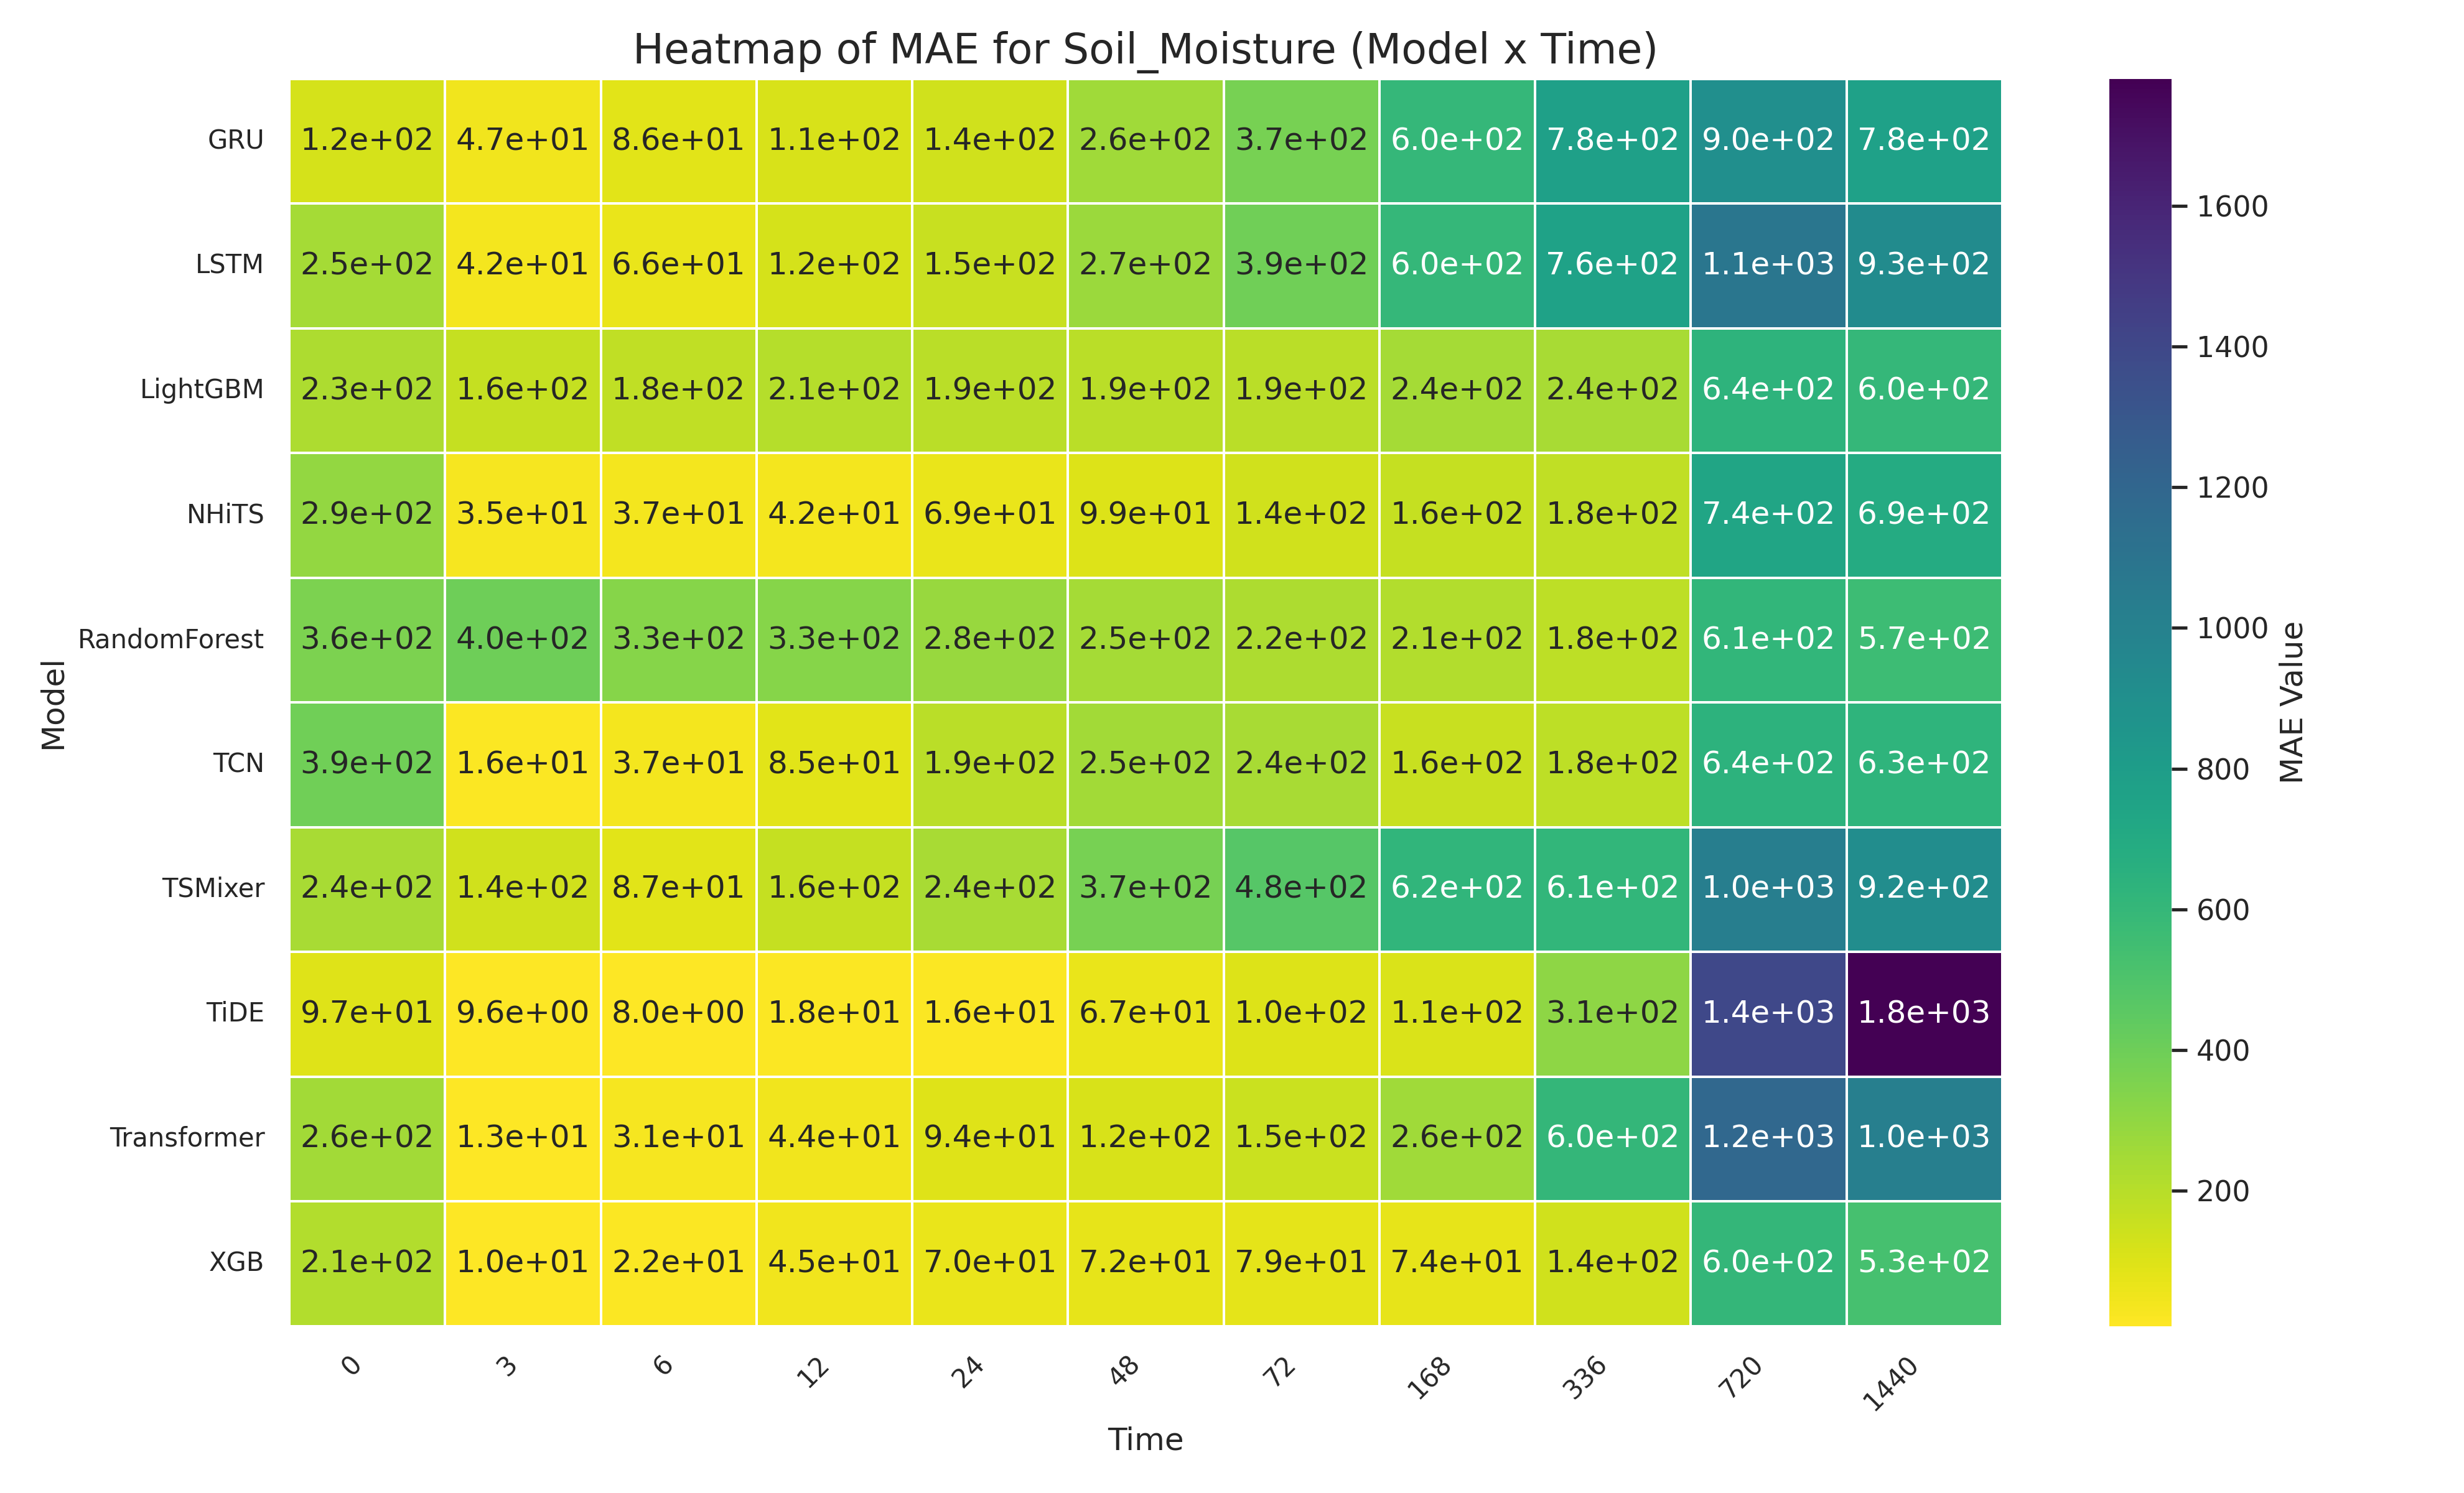 Heatmap of MAE for Soil_Moisture (Model x Time)
GRU 1.2e+02 4.7e+01 8.6e+01 1.1e+02 1.4e+02 2.6e+02 3.7e+02 6.0e+02 7.8e+02 9.0e+02 7.8e+02
LSTM 2.5e+02 4.2e+01 6.6e+01 1.2e+02 1.5e+02 2.7e+02 3.9e+02 6.0e+02 7.6e+02 1.1e+03 9.3e+02
LightGBM 2.3e+02 1.6e+02 1.8e+02 2.1e+02 1.9e+02 1.9e+02 1.9e+02 2.4e+02 2.4e+02 6.4e+02 6.0e+02
NHiTS 2.9e+02 3.5e+01 3.7e+01 4.2e+01 6.9e+01 9.9e+01 1.4e+02 1.6e+02 1.8e+02 7.4e+02 6.9e+02
RandomForest 3.6e+02 4.0e+02 3.3e+02 3.3e+02 2.8e+02 2.5e+02 2.2e+02 2.1e+02 1.8e+02 6.1e+02 5.7e+02
TCN 3.9e+02 1.6e+01 3.7e+01 8.5e+01 1.9e+02 2.5e+02 2.4e+02 1.6e+02 1.8e+02 6.4e+02 6.3e+02
TSMixer 2.4e+02 1.4e+02 8.7e+01 1.6e+02 2.4e+02 3.7e+02 4.8e+02 6.2e+02 6.1e+02 1.0e+03 9.2e+02
TiDE 9.7e+01 9.6e+00 8.0e+00 1.8e+01 1.6e+01 6.7e+01 1.0e+02 1.1e+02 3.1e+02 1.4e+03 1.8e+03
Transformer 2.6e+02 1.3e+01 3.1e+01 4.4e+01 9.4e+01 1.2e+02 1.5e+02 2.6e+02 6.0e+02 1.2e+03 1.0e+03
XGB 2.1e+02 1.0e+01 2.2e+01 4.5e+01 7.0e+01 7.2e+01 7.9e+01 7.4e+01 1.4e+02 6.0e+02 5.3e+02
0 3 6 12 24 48 72 168 336 720 1440
Time
Model
1600
1400
1200
1000
800
600
400
200
MAE Value